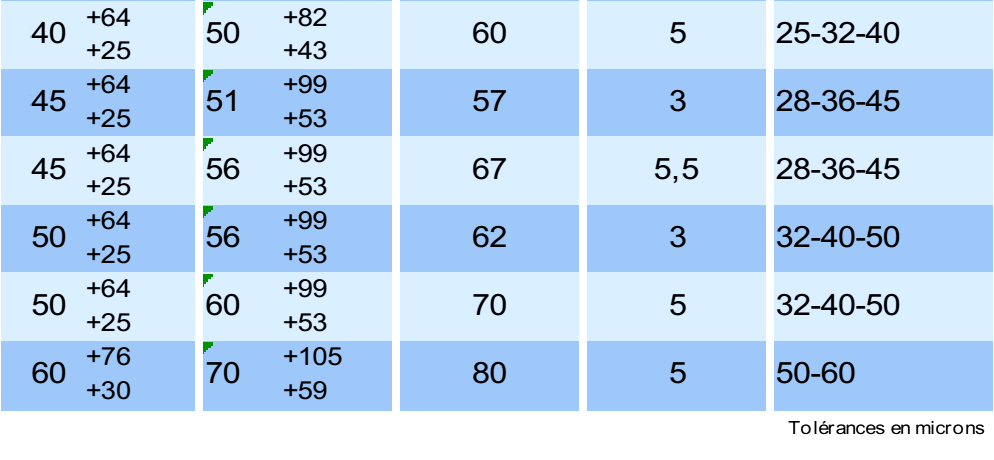 40 +64 +25 50 +82 +43 60 5 25-32-40
45 +64 +25 51 +99 +53 57 3 28-36-45
45 +64 +25 56 +99 +53 67 5,5 28-36-45
50 +64 +25 56 +99 +53 62 3 32-40-50
50 +64 +25 60 +99 +53 70 5 32-40-50
60 +76 +30 70 +105 +59 80 5 50-60
Tolérances en microns